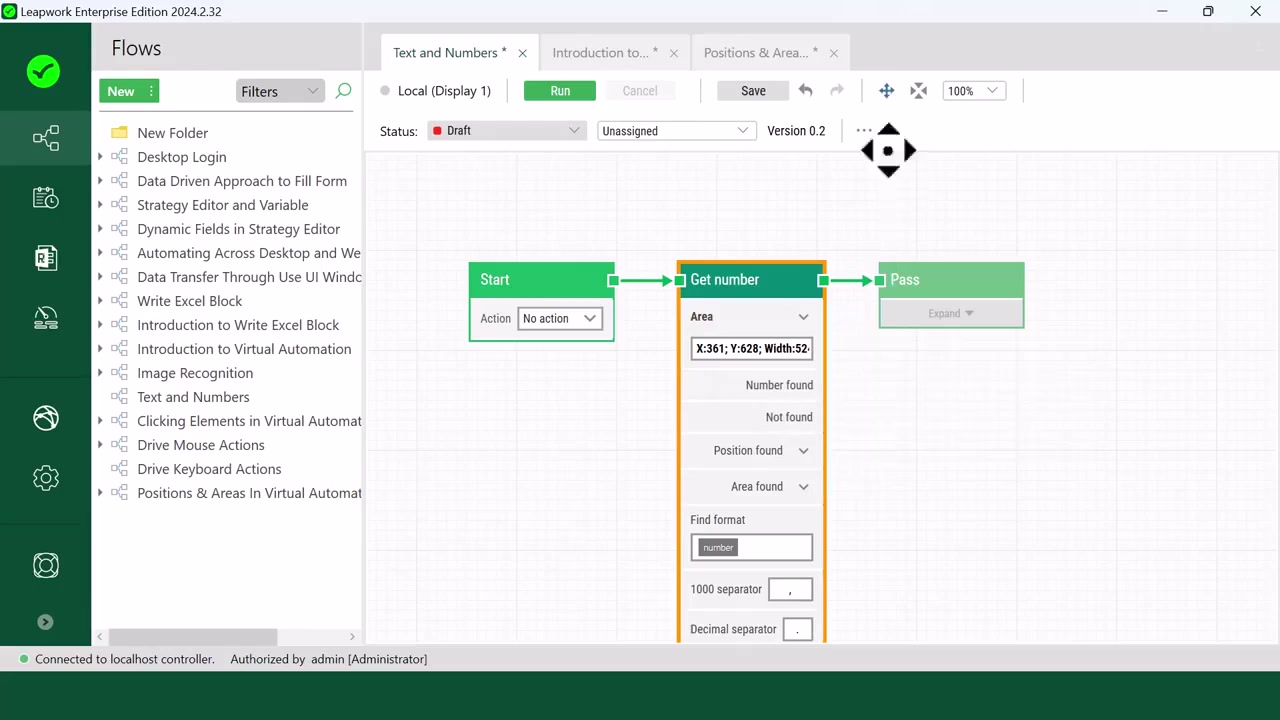 Leapwork Enterprise Edition 2024.2.32
Flows
New
Filters
New Folder
Desktop Login
Data Driven Approach to Fill Form
Strategy Editor and Variable
Dynamic Fields in Strategy Editor
Automating Across Desktop and We
Data Transfer Through Use UI Windo
Write Excel Block
Introduction to Write Excel Block
Introduction to Virtual Automation
Image Recognition
Text and Numbers
Clicking Elements in Virtual Automat
Drive Mouse Actions
Drive Keyboard Actions
Positions & Areas In Virtual Automat
Text and Numbers * Introduction to... * Positions & Area... *
Local (Display 1) Run Cancel Save 100%
Status: Draft Unassigned Version 0.2 ...
Start
Action No action
Get number
Area
X:361; Y:628; Width:52
Number found
Not found
Position found
Area found
Find format
number
1000 separator ,
Decimal separator .
Pass
Expand
Connected to localhost controller. Authorized by admin [Administrator]